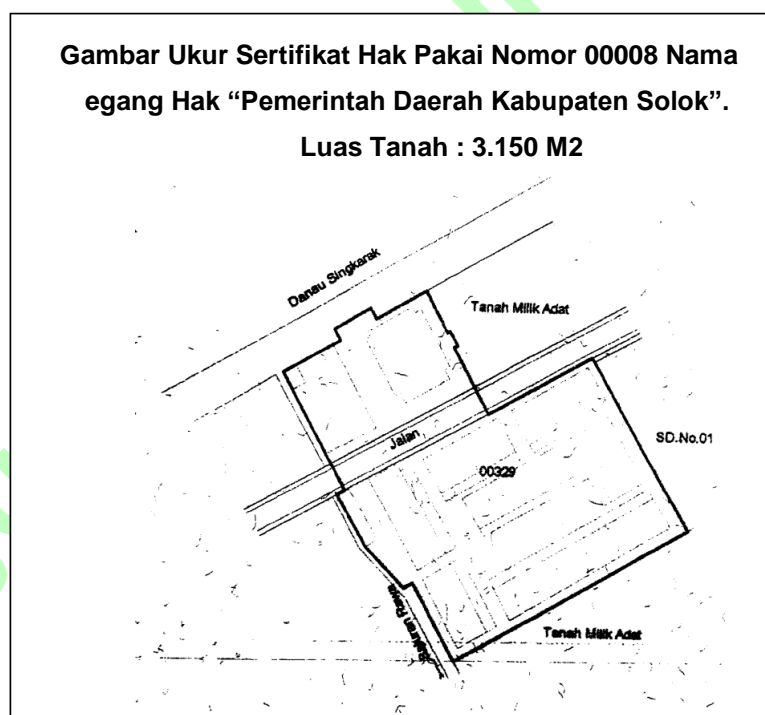 Gambar Ukur Sertifikat Hak Pakai Nomor 00008 Nama
egang Hak “Pemerintah Daerah Kabupaten Solok”.
Luas Tanah : 3.150 M2
Danau Singkarak
Tanah Milik Adat
Jalan
SD.No.01
00329
Tanah Milik Adat